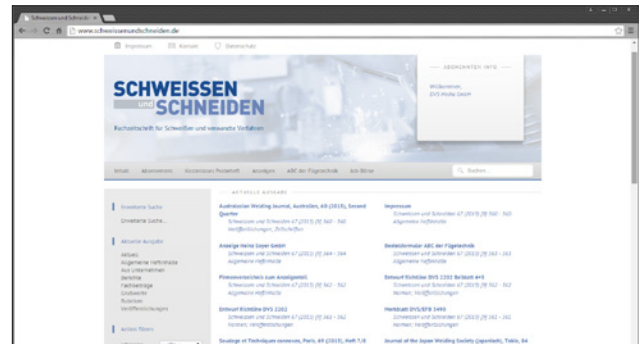 Schweissen und Schneiden
www.schweissenundschneiden.de
Impressum Kontakt Datenschutz
ABONNENTEN INFO
Willkommen,
DVS Media GmbH
SCHWEISSEN
und SCHNEIDEN
Fachzeitschrift für Schweißen und verwandte Verfahren
Inhalt Abonnement Kostenloses Probeheft Anzeigen ABC der Fügetechnik Job-Börse Suchen...
AKTUELLE AUSGABE
Erweiterte Suche
Erweiterte Suche...
Aktuelle Ausgabe
Aktuell
Allgemeine Heftinhalte
Aus Unternehmen
Berichte
Fachbeiträge
Grußworte
Rubriken
Veröffentlichungen
Artikel filtern
Australasian Welding Journal, Australien, 60 (2015), Second
Quarter
Schweissen und Schneiden 67 (2015) [9] 560 - 560
Veröffentlichungen, Zeitschriften
Anzeige Heinz Soyer GmbH
Schweissen und Schneiden 67 (2015) [9] 564 - 564
Allgemeine Heftinhalte
Firmenverzeichnis zum Anzeigenteil
Schweissen und Schneiden 67 (2015) [9] 562 - 562
Allgemeine Heftinhalte
Entwurf Richtlinie DVS 2202
Schweissen und Schneiden 67 (2015) [9] 562 - 562
Normen, Veröffentlichungen
Soudage et Techniques connexes, Paris, 69 (2015), Heft 7/8
Impressum
Schweissen und Schneiden 67 (2015) [9] 563 - 563
Allgemeine Heftinhalte
Bestellformular ABC der Fügetechnik
Schweissen und Schneiden 67 (2015) [9] 563 - 563
Allgemeine Heftinhalte
Entwurf Richtlinie DVS 2202 Beiblatt
Schweissen und Schneiden 67 (2015) [9] 562 - 562
Normen, Veröffentlichungen
Merkblatt DVS/EFB 3490
Schweissen und Schneiden 67 (2015) [9] 561 - 561
Normen, Veröffentlichungen
Journal of the Japan Welding Society (japanisch), Tokio, 84